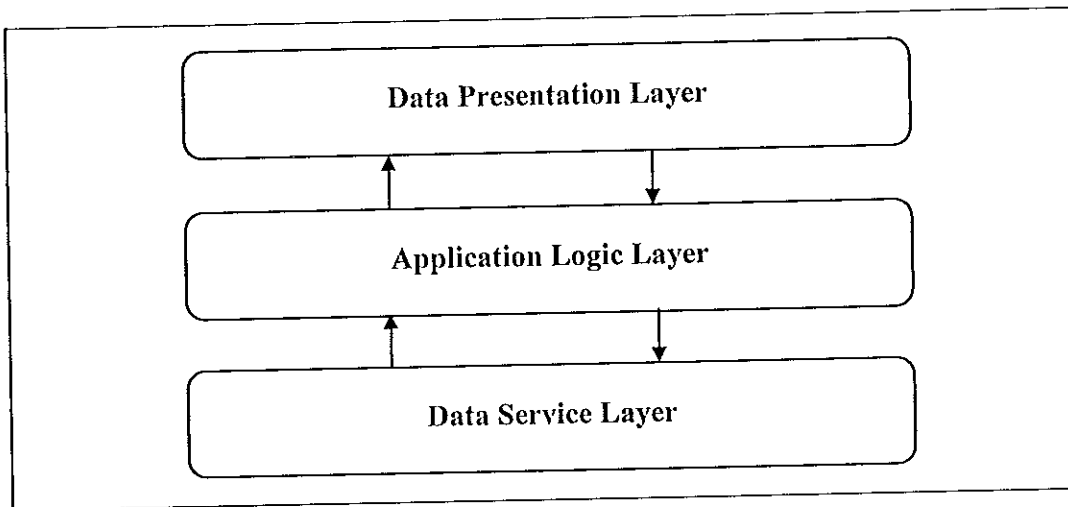 Data Presentation Layer
Application Logic Layer
Data Service Layer